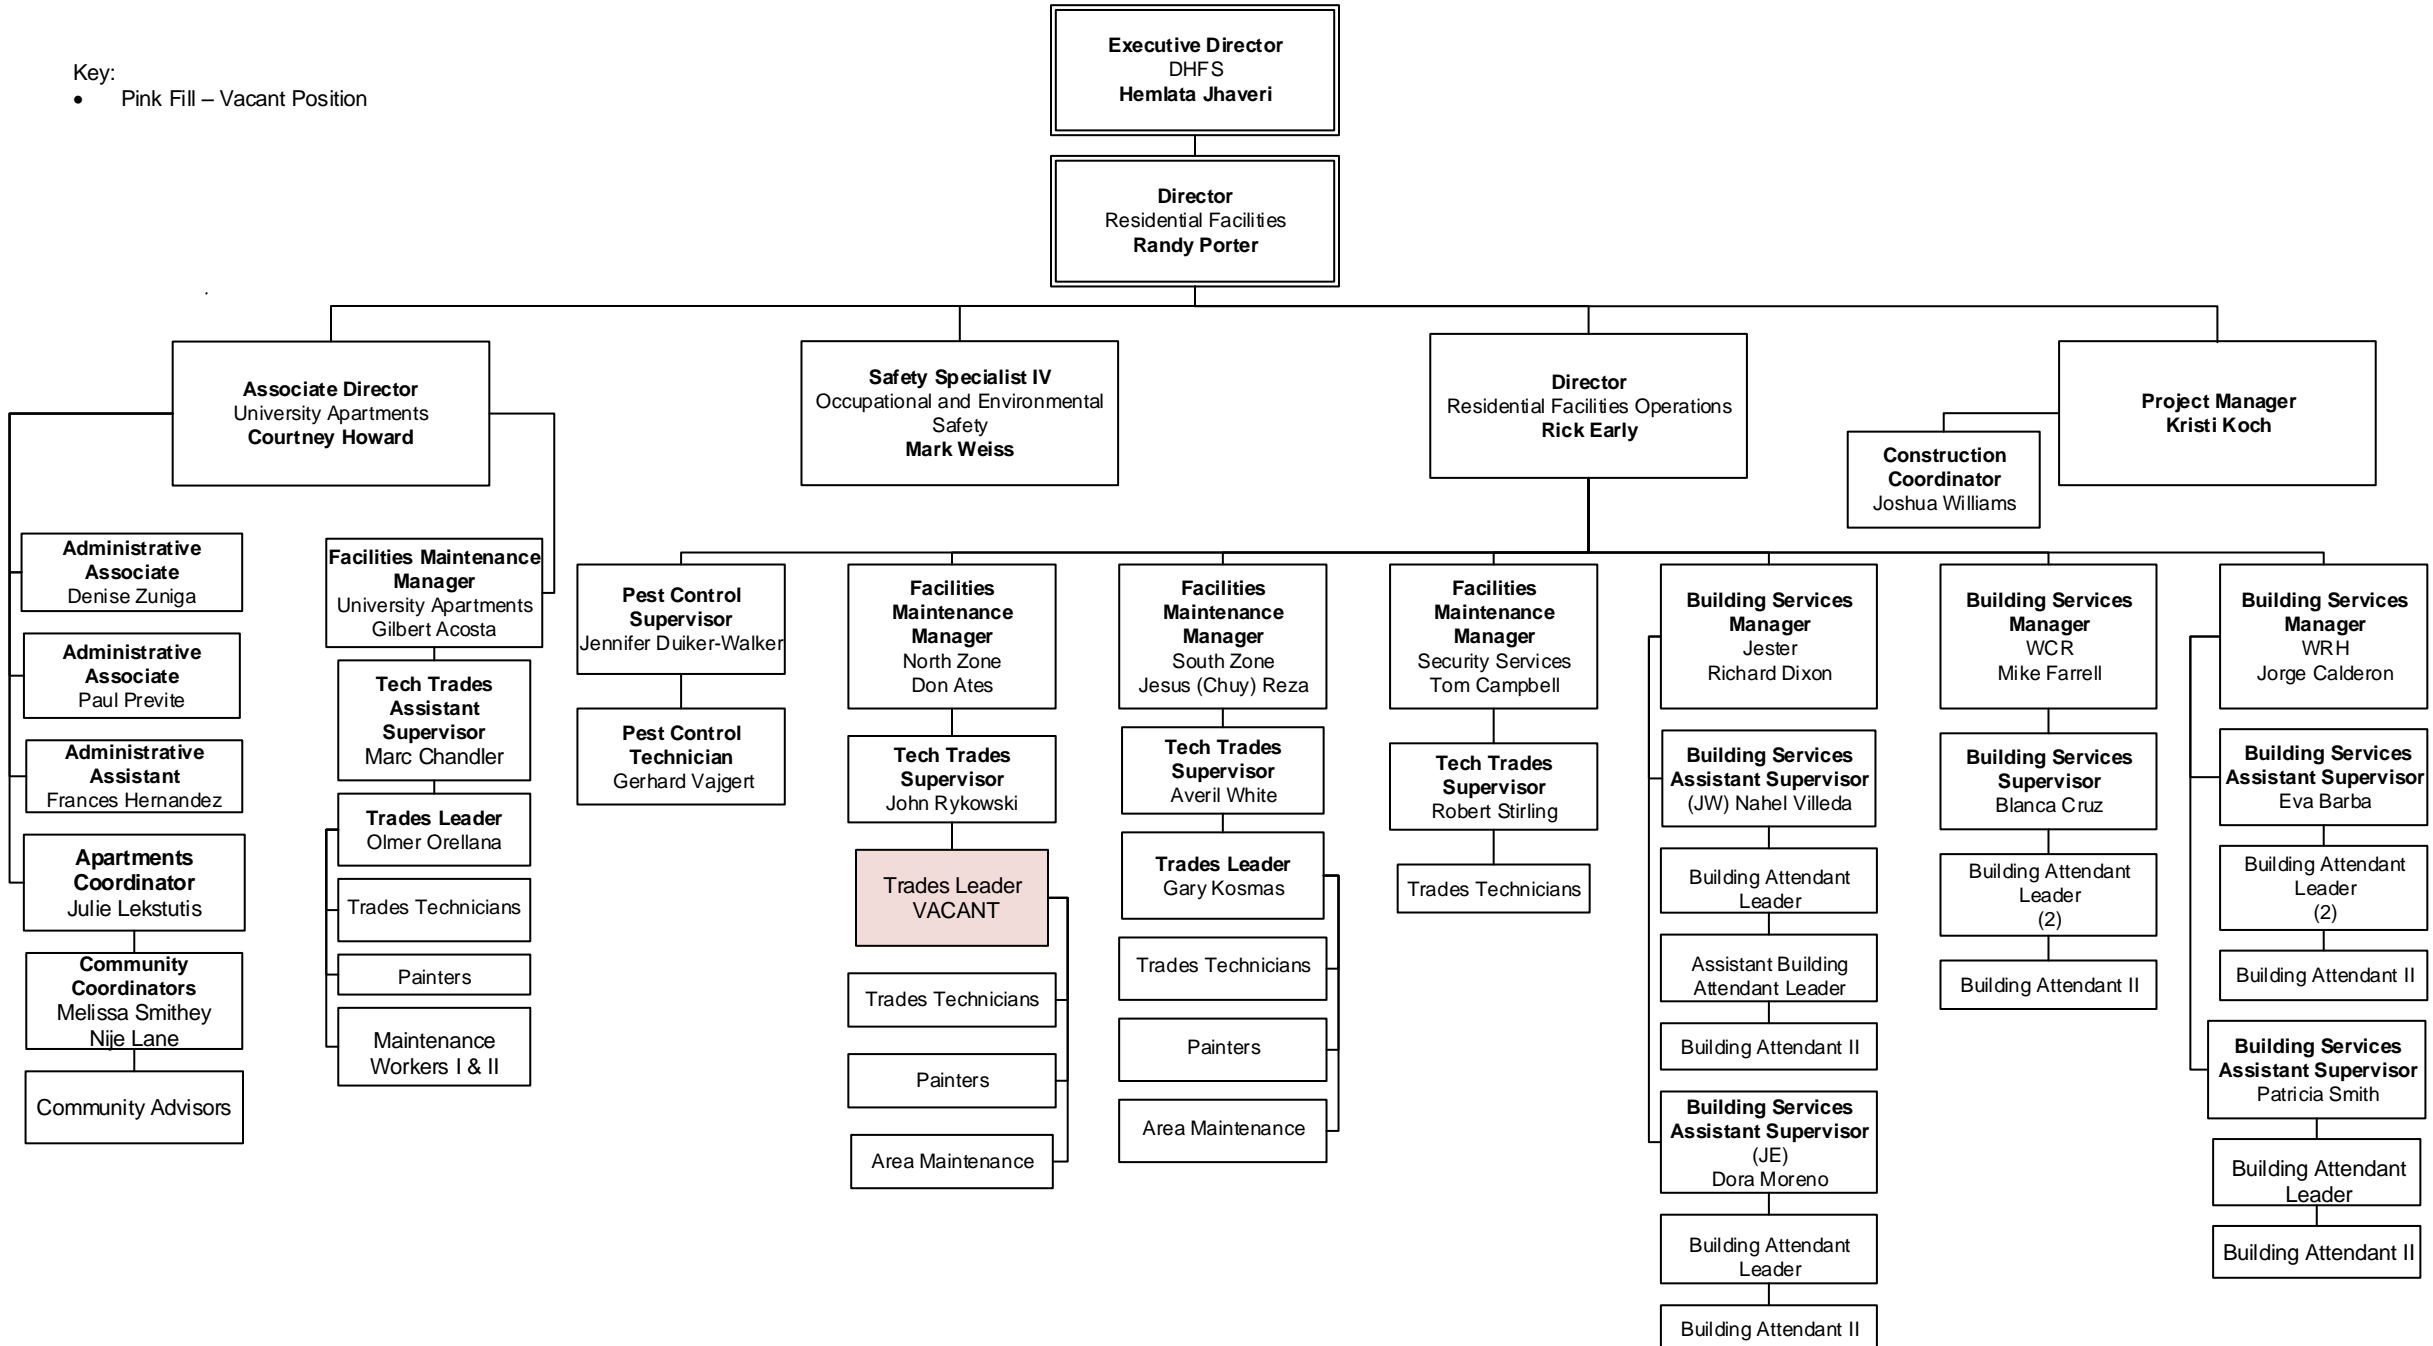 Key:
• Pink Fill – Vacant Position
Executive Director
DHFS
Hemlata Jhaveri
Director
Residential Facilities
Randy Porter
Associate Director
University Apartments
Courtney Howard
Safety Specialist IV
Occupational and Environmental
Safety
Mark Weiss
Director
Residential Facilities Operations
Rick Early
Project Manager
Kristi Koch
Construction
Coordinator
Joshua Williams
Administrative
Associate
Denise Zuniga
Administrative
Associate
Paul Previte
Administrative
Assistant
Frances Hernandez
Apartments
Coordinator
Julie Lekstutis
Community
Coordinators
Melissa Smithey
Nije Lane
Community Advisors
Facilities Maintenance
Manager
University Apartments
Gilbert Acosta
Tech Trades
Assistant
Supervisor
Marc Chandler
Trades Leader
Olmer Orellana
Trades Technicians
Painters
Maintenance
Workers I & II
Pest Control
Supervisor
Jennifer Duiker-Walker
Pest Control
Technician
Gerhard Vajgert
Facilities
Maintenance
Manager
North Zone
Don Ates
Tech Trades
Supervisor
John Rykowski
Trades Leader
VACANT
Trades Technicians
Painters
Area Maintenance
Facilities
Maintenance
Manager
South Zone
Jesus (Chuy) Reza
Tech Trades
Supervisor
Averil White
Trades Leader
Gary Kosmas
Trades Technicians
Painters
Area Maintenance
Facilities
Maintenance
Manager
Security Services
Tom Campbell
Tech Trades
Supervisor
Robert Stirling
Trades Technicians
Building Services
Manager
Jester
Richard Dixon
Building Services
Assistant Supervisor
(JW) Nahel Villeda
Building Attendant
Leader
Assistant Building
Attendant Leader
Building Attendant II
Building Services
Assistant Supervisor
(JE)
Dora Moreno
Building Attendant
Leader
Building Attendant II
Building Services
Manager
WCR
Mike Farrell
Building Services
Supervisor
Blanca Cruz
Building Attendant
Leader
(2)
Building Attendant II
Building Services
Manager
WRH
Jorge Calderon
Building Services
Assistant Supervisor
Eva Barba
Building Attendant
Leader
(2)
Building Attendant II
Building Services
Assistant Supervisor
Patricia Smith
Building Attendant
Leader
Building Attendant II